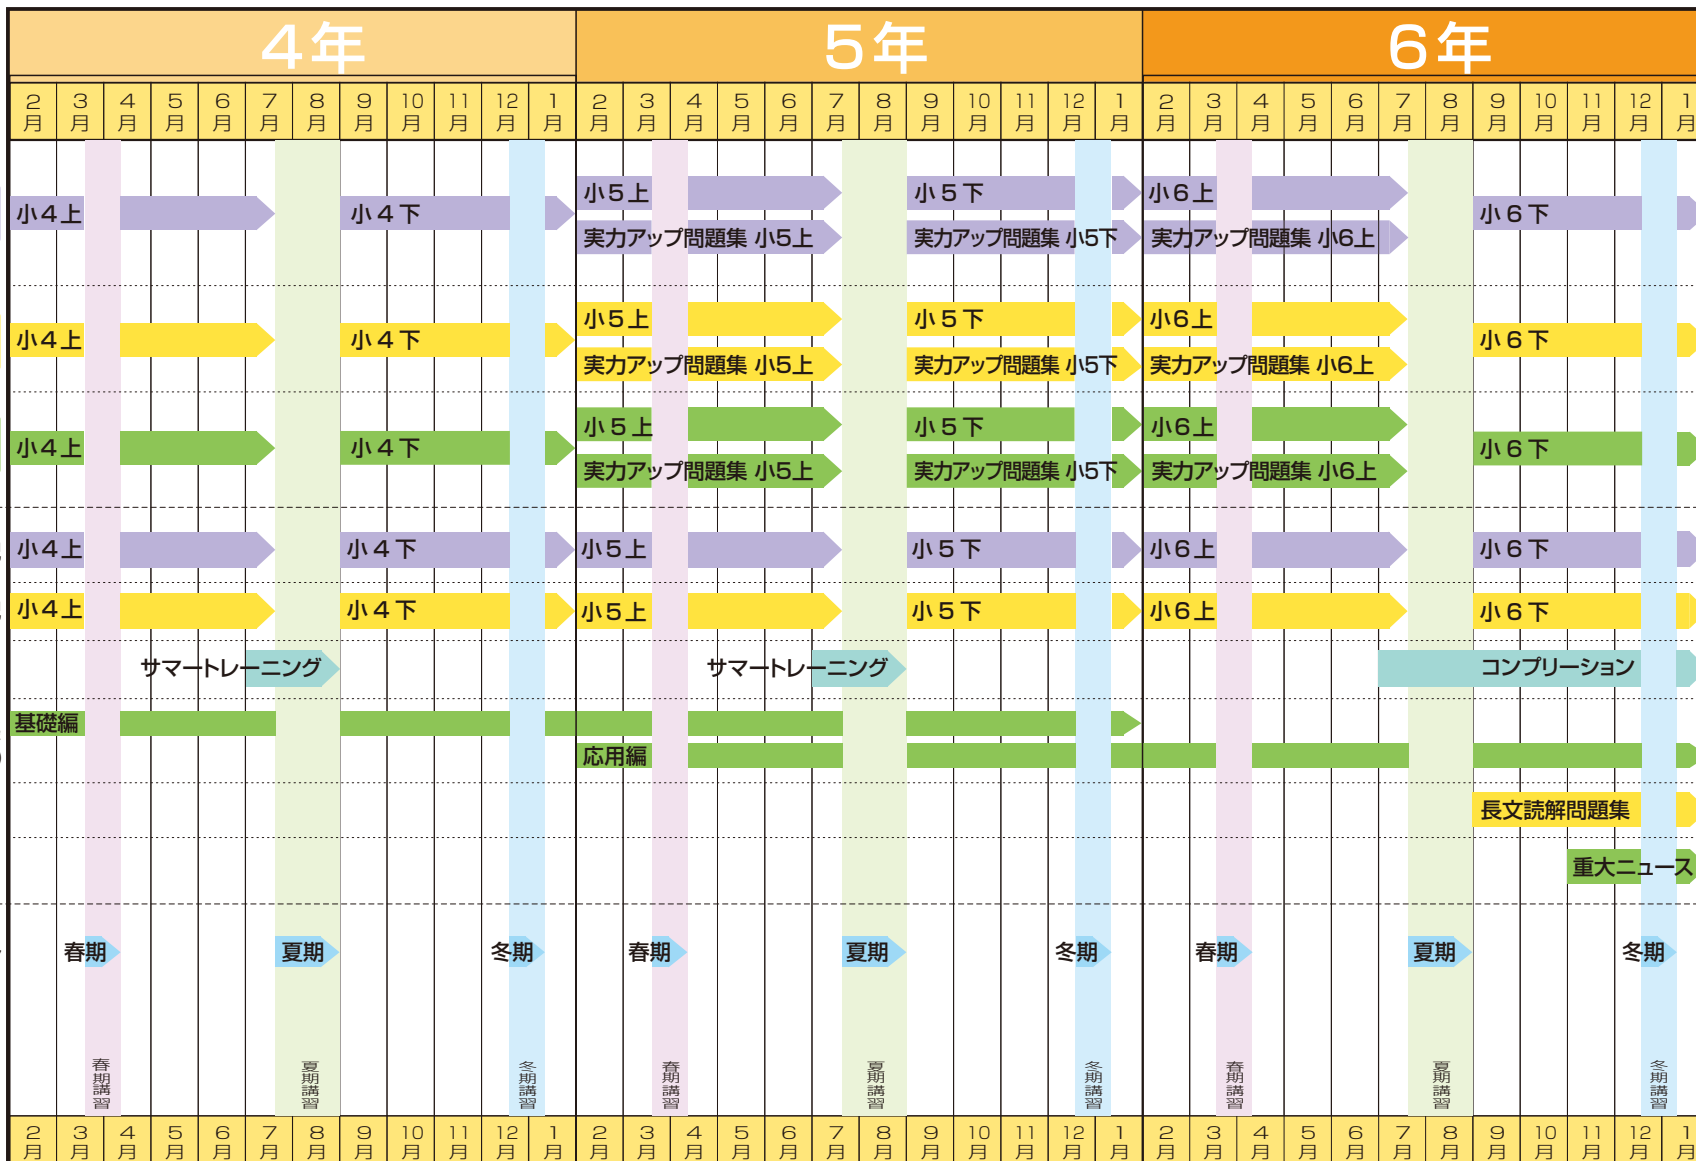 4年 5年 6年
2月 3月 4月 5月 6月 7月 8月 9月 10月 11月 12月 1月 2月 3月 4月 5月 6月 7月 8月 9月 10月 11月 12月 1月 2月 3月 4月 5月 6月 7月 8月 9月 10月 11月 12月 1月
小5上 小5下 小6上
小4上 小4下 小6下
実力アップ問題集 小5上 実力アップ問題集 小5下 実力アップ問題集 小6上
小5上 小5下 小6上
小4上 小4下 小6下
実力アップ問題集 小5上 実力アップ問題集 小5下 実力アップ問題集 小6上
小5上 小5下 小6上
小4上 小4下 小6下
実力アップ問題集 小5上 実力アップ問題集 小5下 実力アップ問題集 小6上
小4上 小4下 小5上 小5下 小6上 小6下
小4上 小4下 小5上 小5下 小6上 小6下
サマートレーニング サマートレーニング コンプリーション
基礎編
応用編
長文読解問題集
重大ニュース
春期 夏期 冬期 春期 夏期 冬期 春期 夏期 冬期
春期講習 夏期講習 冬期講習 春期講習 夏期講習 冬期講習 春期講習 夏期講習 冬期講習
2月 3月 4月 5月 6月 7月 8月 9月 10月 11月 12月 1月 2月 3月 4月 5月 6月 7月 8月 9月 10月 11月 12月 1月 2月 3月 4月 5月 6月 7月 8月 9月 10月 11月 12月 1月